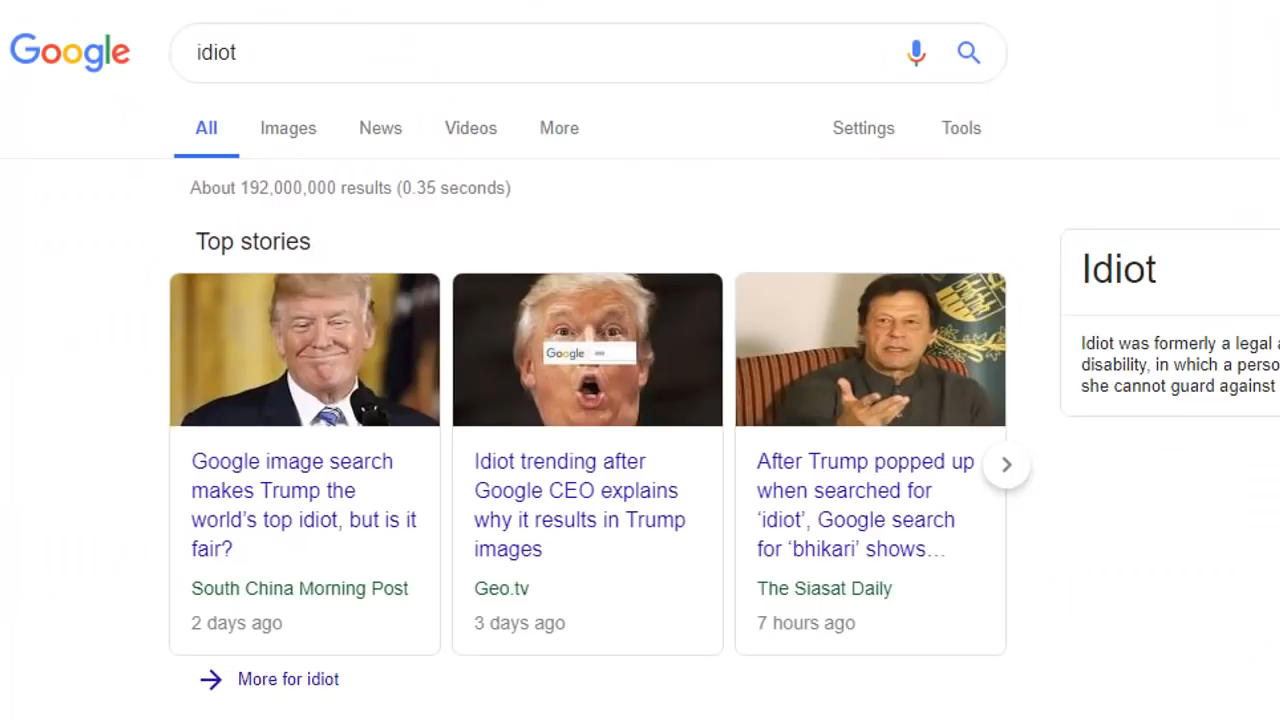 Google
idiot
All Images News Videos More Settings Tools
About 192,000,000 results (0.35 seconds)
Top stories
Google
Google image search
makes Trump the
world’s top idiot, but is it
fair?
South China Morning Post
2 days ago
Idiot trending after
Google CEO explains
why it results in Trump
images
Geo.tv
3 days ago
After Trump popped up
when searched for
‘idiot’, Google search
for ‘bhikari’ shows...
The Siasat Daily
7 hours ago
More for idiot
Idiot
Idiot was formerly a legal a
disability, in which a perso
she cannot guard against